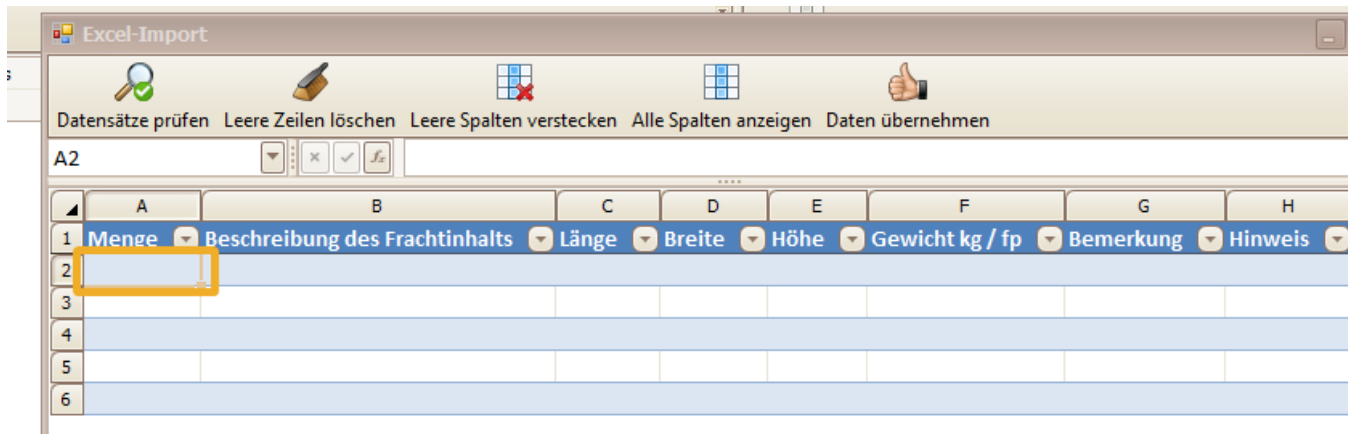 Excel-Import
Datensätze prüfen Leere Zeilen löschen Leere Spalten verstecken Alle Spalten anzeigen Daten übernehmen
A2 fx
A B C D E F G H
1 Menge Beschreibung des Frachtinhalts Länge Breite Höhe Gewicht kg / fp Bemerkung Hinweis
2
3
4
5
6